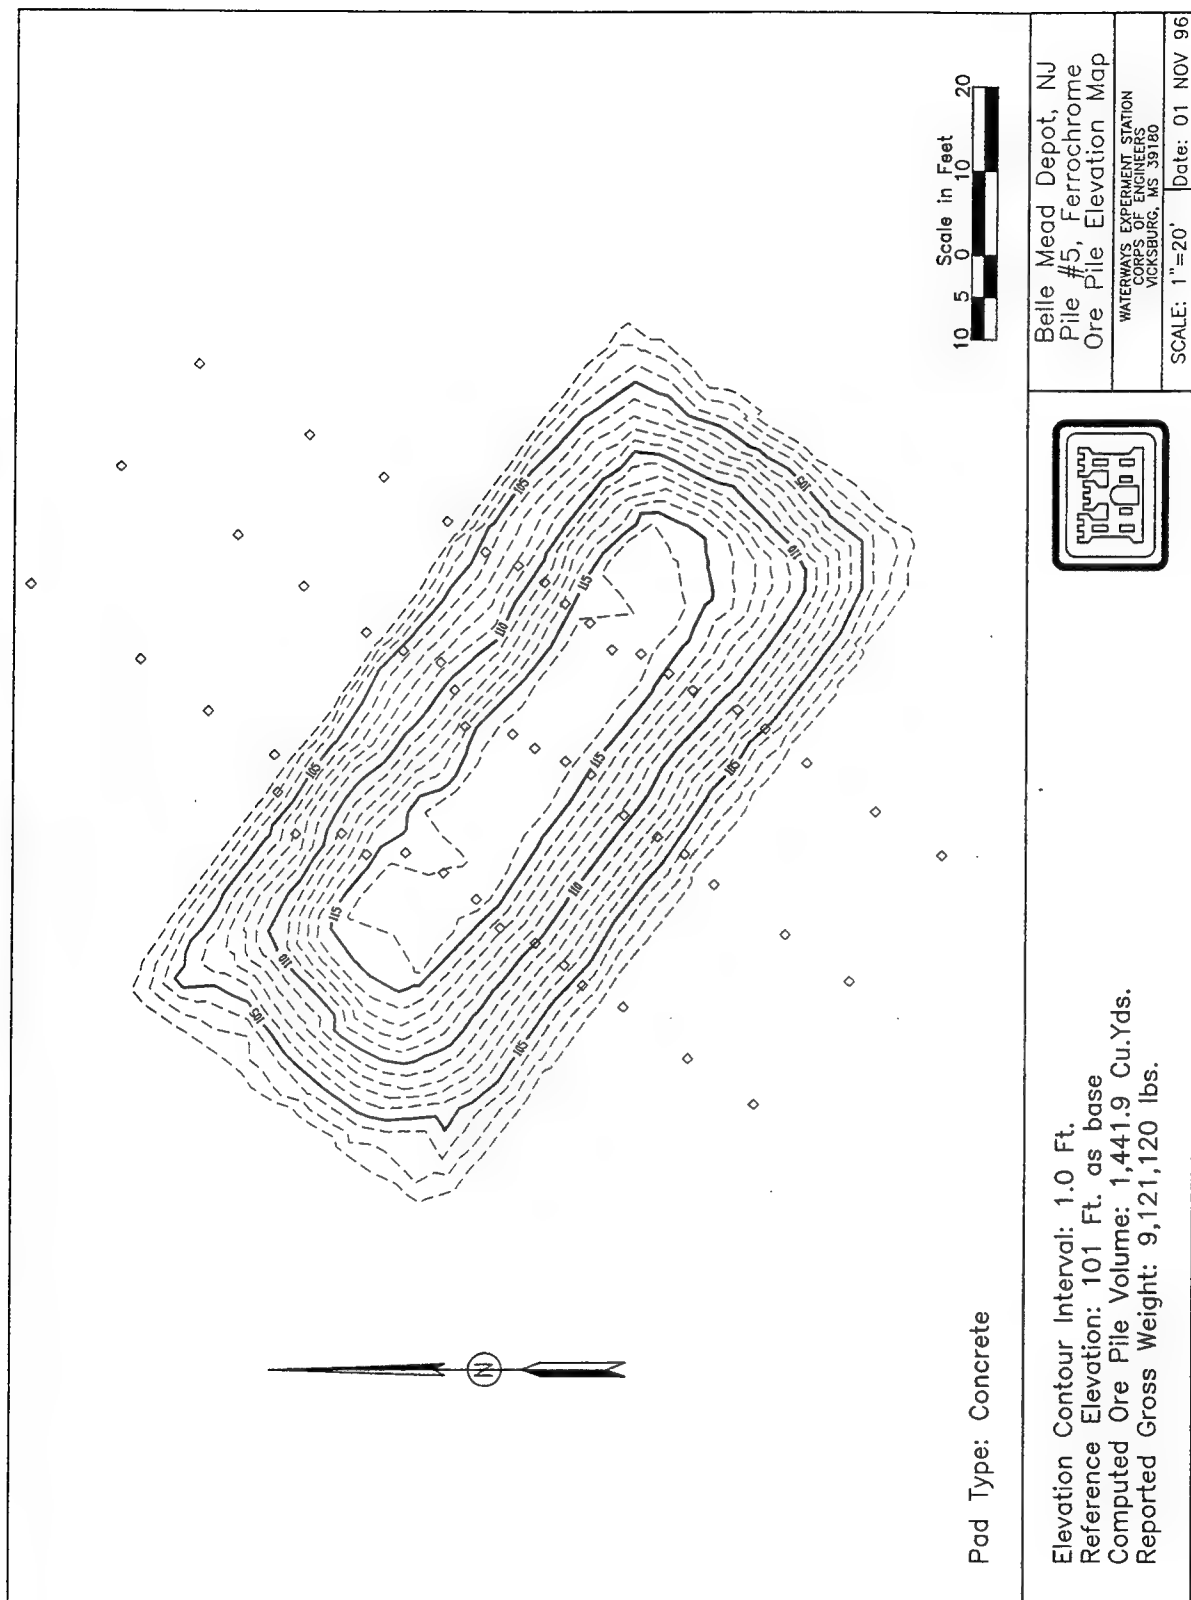 105
110
115
115
110
105
105
110
115
110
105
105
N
Scale in Feet
10 5 0 10 20
Pad Type: Concrete
Elevation Contour Interval: 1.0 Ft.
Reference Elevation: 101 Ft. as base
Computed Ore Pile Volume: 1,441.9 Cu.Yds.
Reported Gross Weight: 9,121,120 lbs.
Belle Mead Depot, NJ
Pile #5, Ferrochrome
Ore Pile Elevation Map
WATERWAYS EXPERMENT STATION
CORPS OF ENGINEERS
VICKSBURG, MS 39180
SCALE: 1"=20' Date: 01 NOV 96